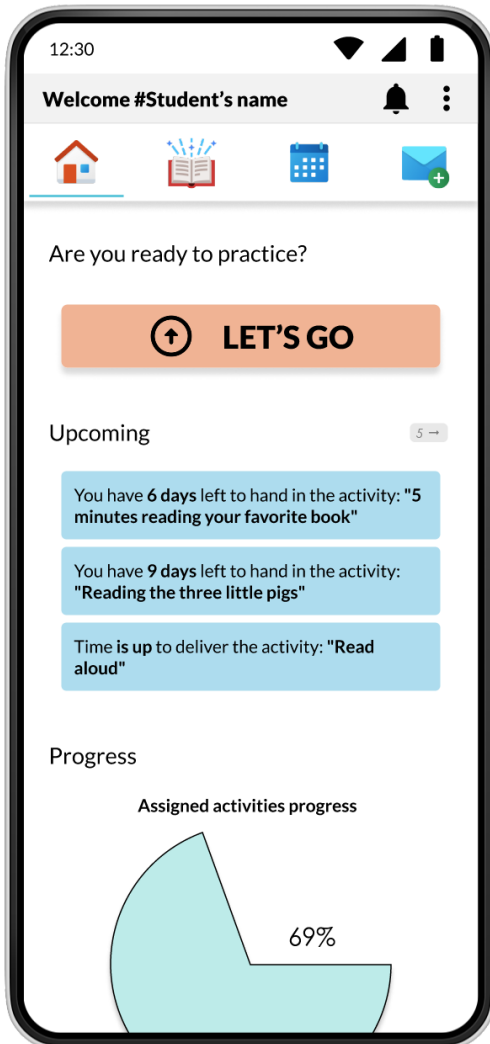 12:30
Welcome #Student’s name
Are you ready to practice?
LET’S GO
Upcoming
5 →
You have 6 days left to hand in the activity: "5
minutes reading your favorite book"
You have 9 days left to hand in the activity:
"Reading the three little pigs"
Time is up to deliver the activity: "Read
aloud"
Progress
Assigned activities progress
69%